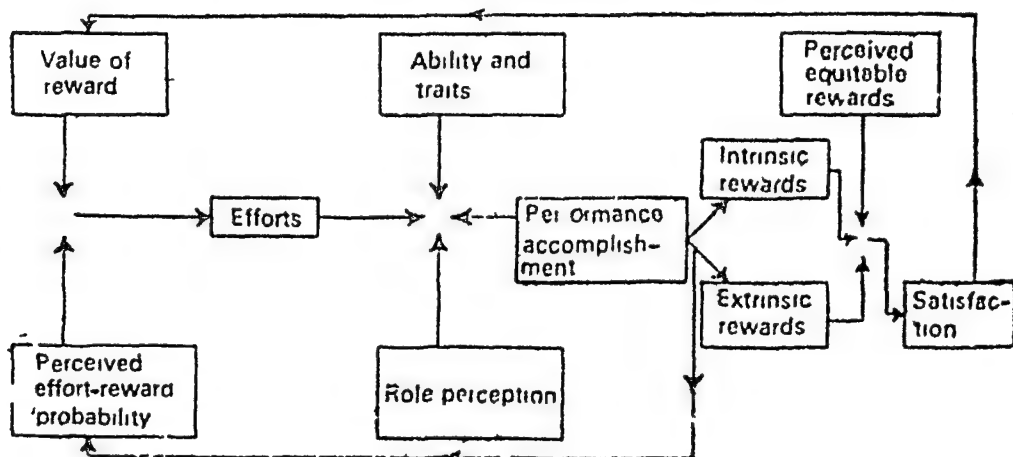 Value of
reward
Ability and
traits
Perceived
equitable
rewards
Intrinsic
rewards
Efforts
Per ormance
accomplish-
ment
Extrinsic
rewards
Satisfac-
tion
Perceived
effort-reward
probability
Role perception